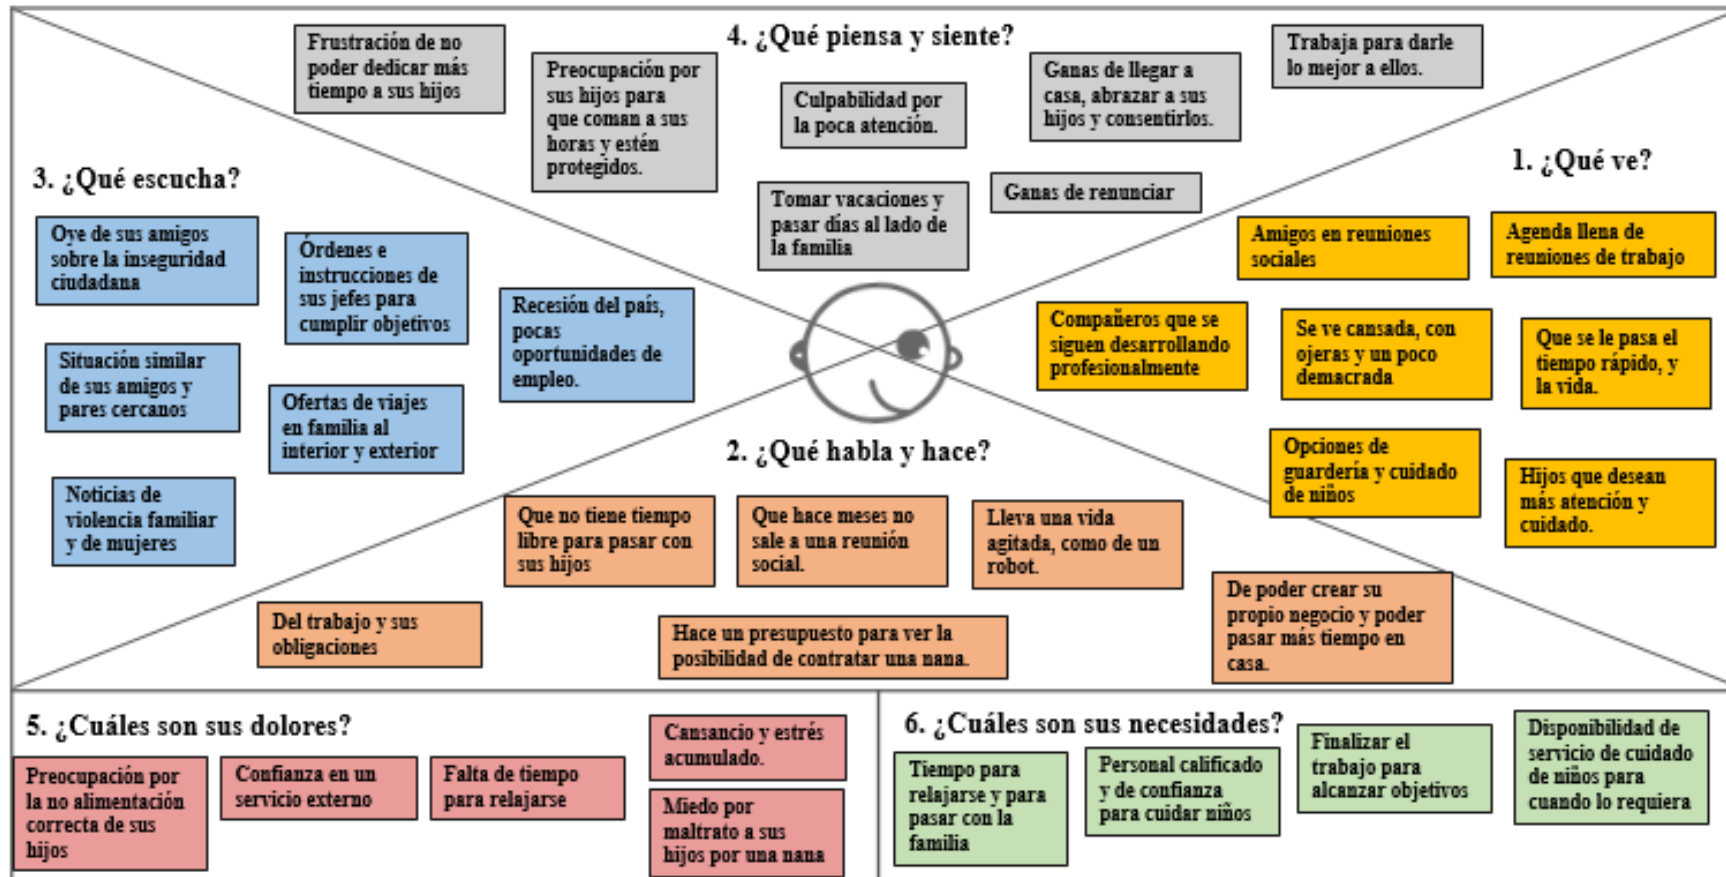 4. ¿Qué piensa y siente?
Frustración de no
poder dedicar más
tiempo a sus hijos
Preocupación por
sus hijos para
que coman a sus
horas y estén
protegidos.
Culpabilidad por
la poca atención.
Ganas de llegar a
casa, abrazar a sus
hijos y consentirlos.
Trabaja para darle
lo mejor a ellos.
Tomar vacaciones y
pasar días al lado de
la familia
Ganas de renunciar
3. ¿Qué escucha?
Oye de sus amigos
sobre la inseguridad
ciudadana
Órdenes e
instrucciones de
sus jefes para
cumplir objetivos
Recesión del país,
pocas
oportunidades de
empleo.
Situación similar
de sus amigos y
pares cercanos
Ofertas de viajes
en familia al
interior y exterior
Noticias de
violencia familiar
y de mujeres
1. ¿Qué ve?
Amigos en reuniones
sociales
Agenda llena de
reuniones de trabajo
Compañeros que se
siguen desarrollando
profesionalmente
Se ve cansada, con
ojeras y un poco
demacrada
Que se le pasa el
tiempo rápido, y
la vida.
Opciones de
guardería y cuidado
de niños
Hijos que desean
más atención y
cuidado.
2. ¿Qué habla y hace?
Que no tiene tiempo
libre para pasar con
sus hijos
Que hace meses no
sale a una reunión
social.
Lleva una vida
agitada, como de un
robot.
De poder crear su
propio negocio y poder
pasar más tiempo en
casa.
Del trabajo y sus
obligaciones
Hace un presupuesto para ver la
posibilidad de contratar una nana.
5. ¿Cuáles son sus dolores?
Preocupación por
la no alimentación
correcta de sus
hijos
Confianza en un
servicio externo
Falta de tiempo
para relajarse
Cansancio y estrés
acumulado.
Miedo por
maltrato a sus
hijos por una nana
6. ¿Cuáles son sus necesidades?
Tiempo para
relajarse y para
pasar con la
familia
Personal calificado
y de confianza
para cuidar niños
Finalizar el
trabajo para
alcanzar objetivos
Disponibilidad de
servicio de cuidado
de niños para
cuando lo requiera